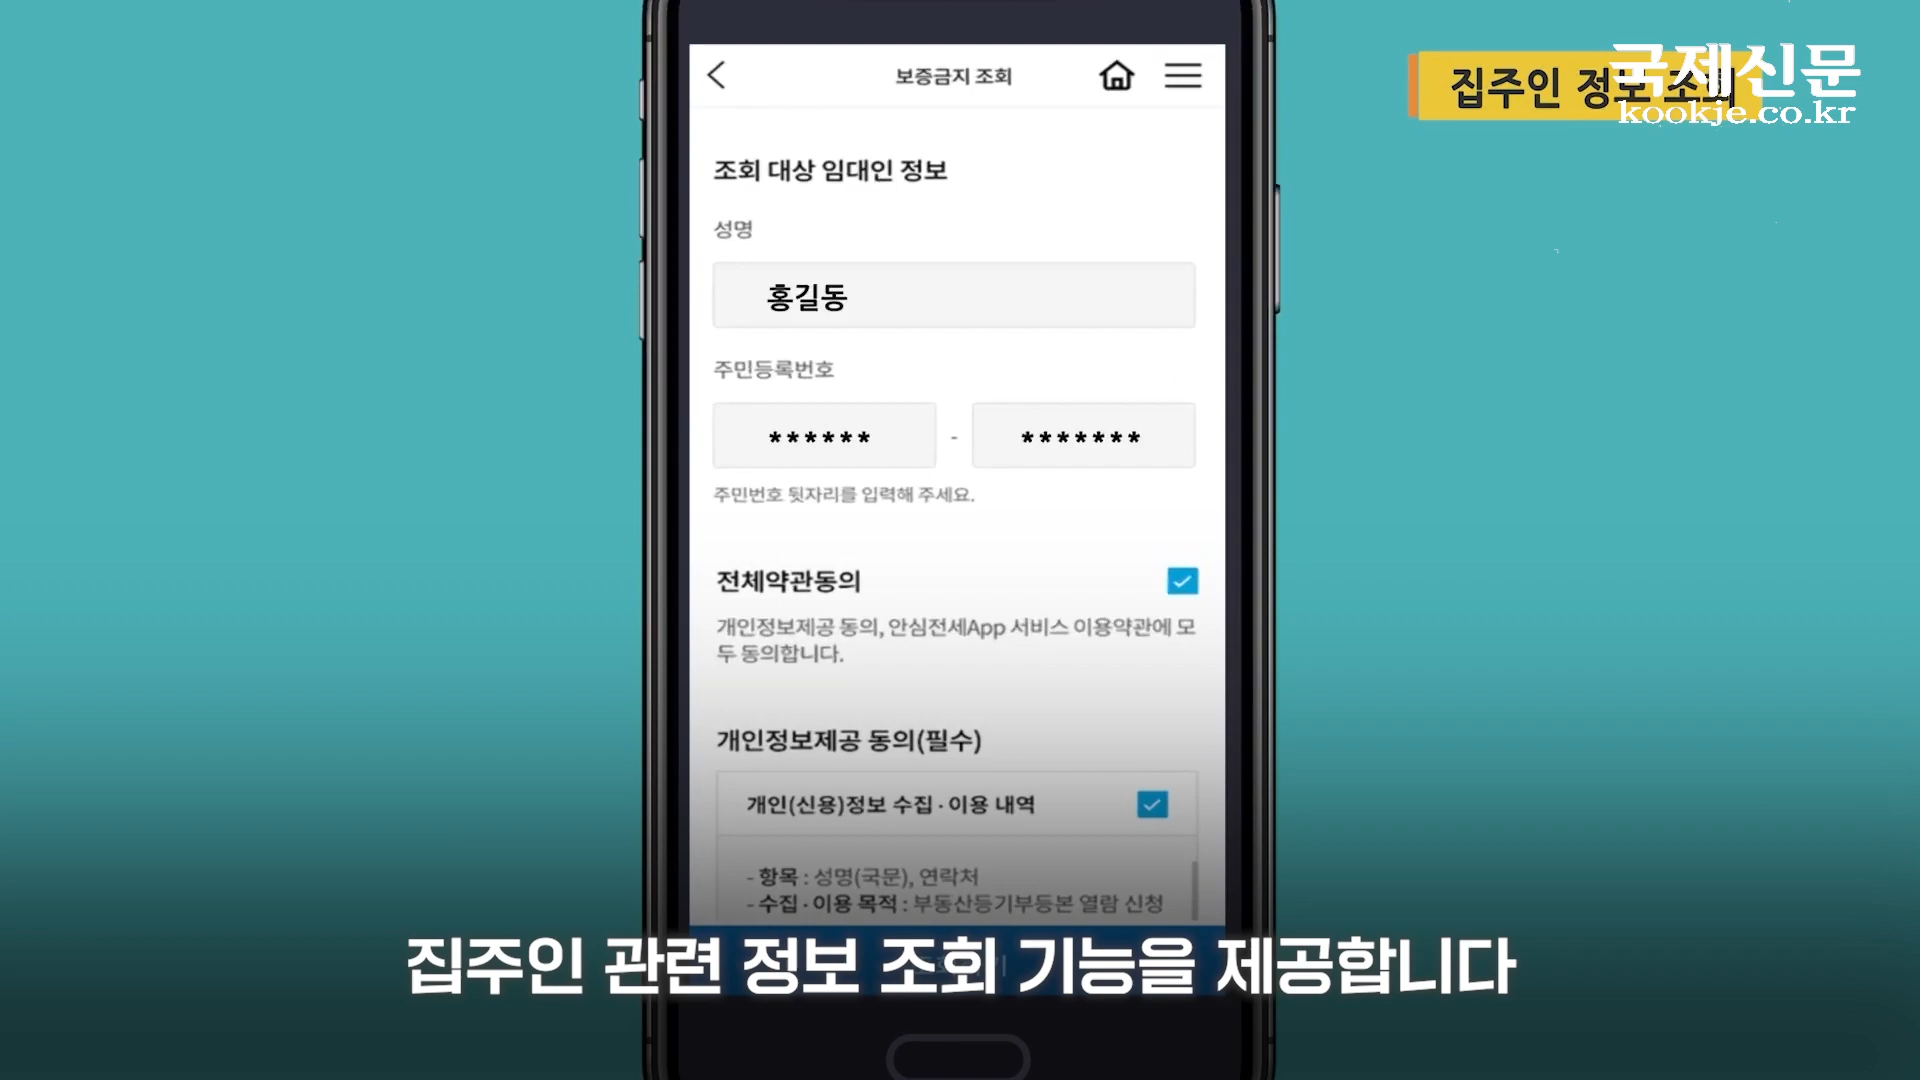 보증금지 조회
집주인 정보 조회
국제신문
kookje.co.kr
조회 대상 임대인 정보
성명
홍길동
주민등록번호
****** - *******
주민번호 뒷자리를 입력해 주세요.
전체약관동의
개인정보제공 동의, 안심전세App 서비스 이용약관에 모
두 동의합니다.
개인정보제공 동의(필수)
개인(신용)정보 수집·이용 내역
- 항목 : 성명(국문), 연락처
- 수집·이용 목적 : 부동산등기부등본 열람 신청
집주인 관련 정보 조회 기능을 제공합니다